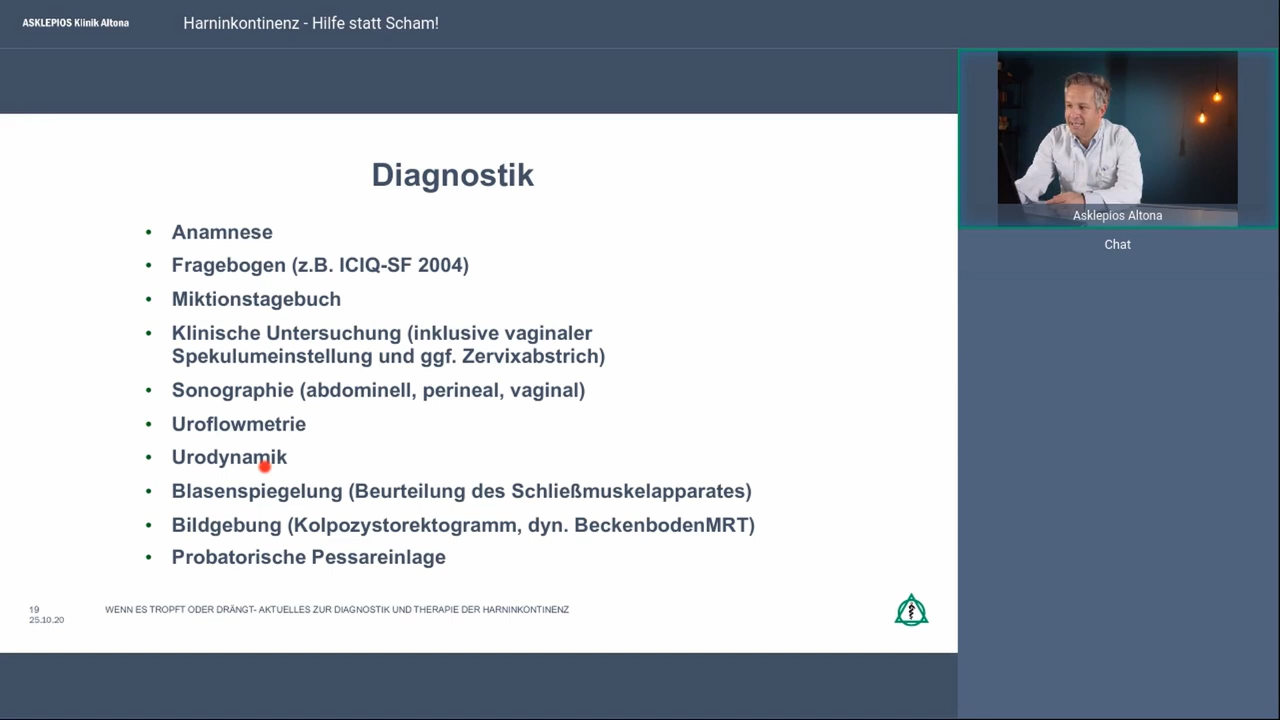 ASKLEPIOS Klinik Altona
Harninkontinenz - Hilfe statt Scham!
Diagnostik
• Anamnese
• Fragebogen (z.B. ICIQ-SF 2004)
• Miktionstagebuch
• Klinische Untersuchung (inklusive vaginaler
Spekulumeinstellung und ggf. Zervixabstrich)
• Sonographie (abdominell, perineal, vaginal)
• Uroflowmetrie
• Urodynamik
• Blasenspiegelung (Beurteilung des Schließmuskelapparates)
• Bildgebung (Kolpozystorektogramm, dyn. BeckenbodenMRT)
• Probatorische Pessareinlage
19
25.10.20
WENN ES TROPFT ODER DRÄNGT- AKTUELLES ZUR DIAGNOSTIK UND THERAPIE DER HARNINKONTINENZ
Asklepios Altona
Chat